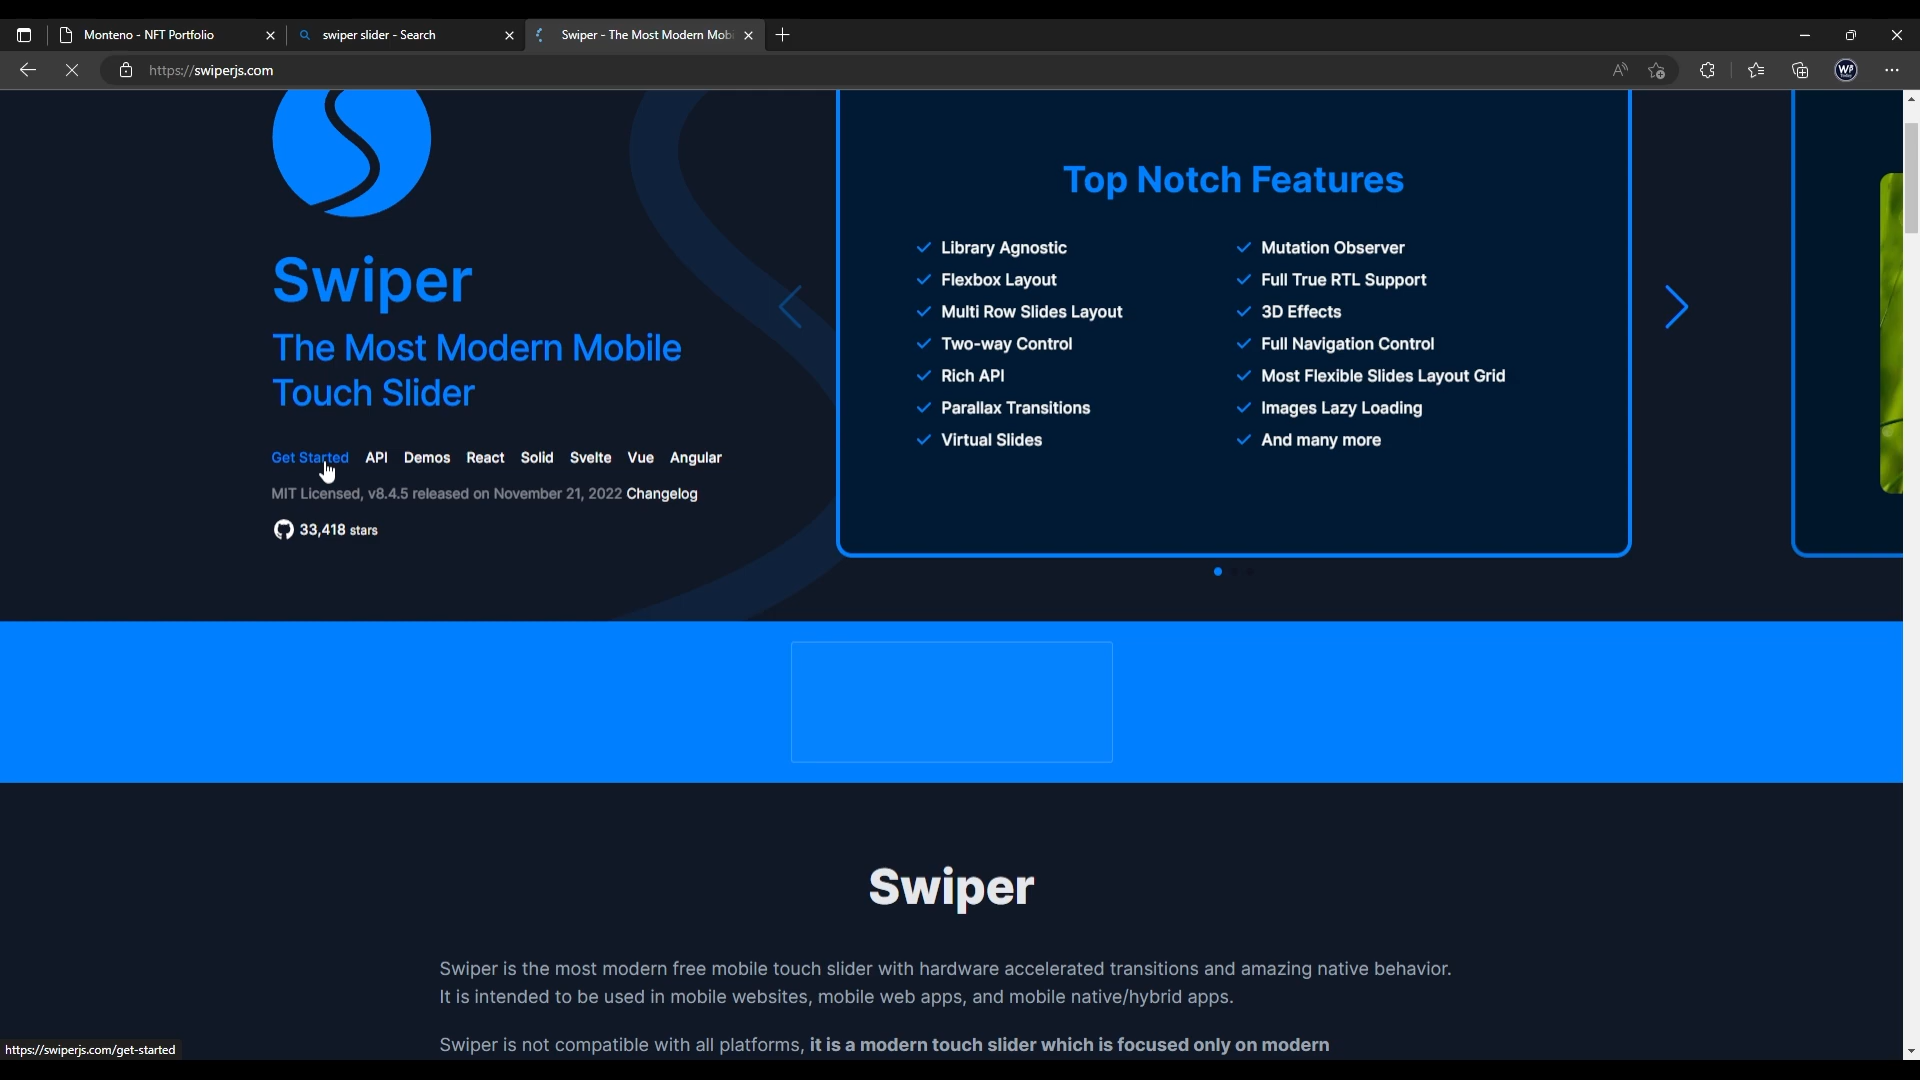 Monteno - NFT Portfolio
swiper slider - Search
Swiper - The Most Modern Mobi
https://swiperjs.com
Swiper
The Most Modern Mobile
Touch Slider
Get Started API Demos React Solid Svelte Vue Angular
MIT Licensed, v8.4.5 released on November 21, 2022 Changelog
33,418 stars
Top Notch Features
Library Agnostic
Flexbox Layout
Multi Row Slides Layout
Two-way Control
Rich API
Parallax Transitions
Virtual Slides
Mutation Observer
Full True RTL Support
3D Effects
Full Navigation Control
Most Flexible Slides Layout Grid
Images Lazy Loading
And many more
Swiper
Swiper is the most modern free mobile touch slider with hardware accelerated transitions and amazing native behavior.
It is intended to be used in mobile websites, mobile web apps, and mobile native/hybrid apps.
Swiper is not compatible with all platforms, it is a modern touch slider which is focused only on modern
https://swiperjs.com/get-started